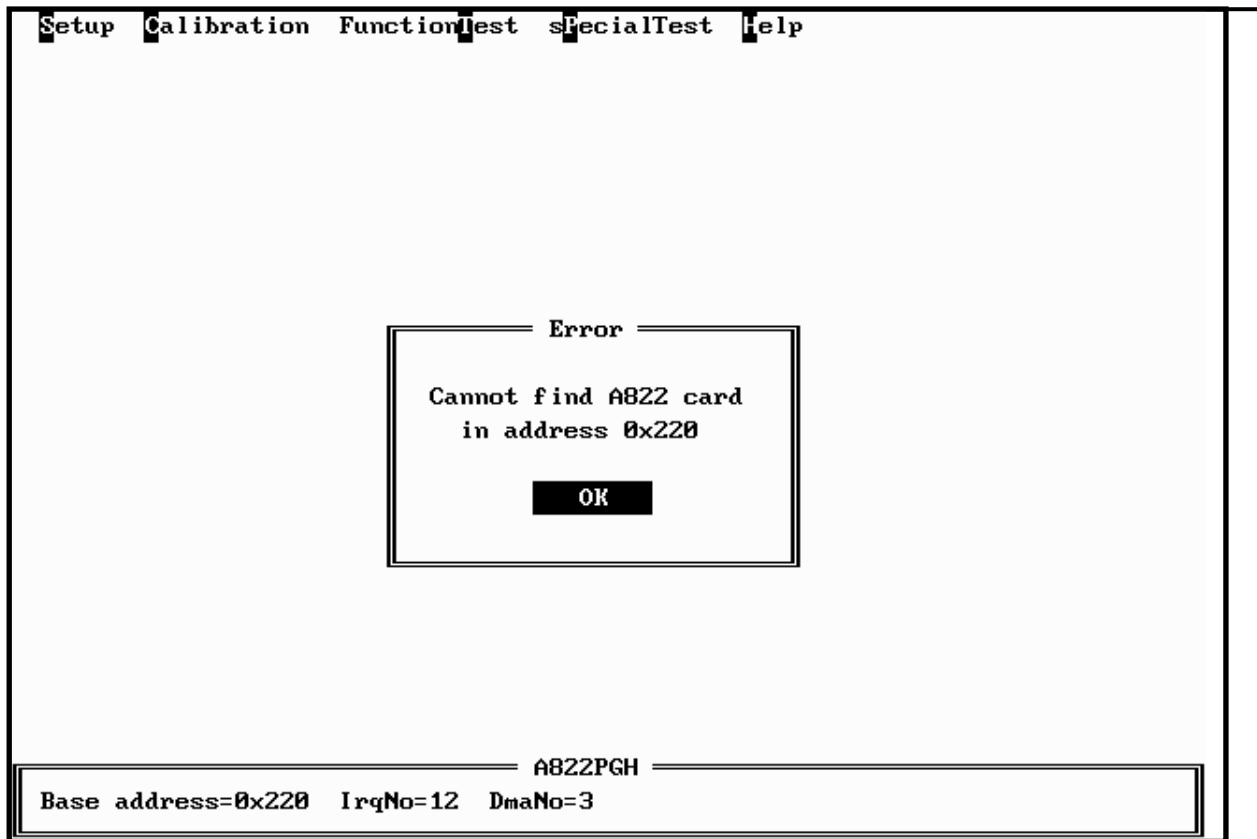 Setup Calibration FunctionTest sPecialTest Help
Error
Cannot find A822 card
in address 0x220
OK
A822PGH
Base address=0x220 IrqNo=12 DmaNo=3